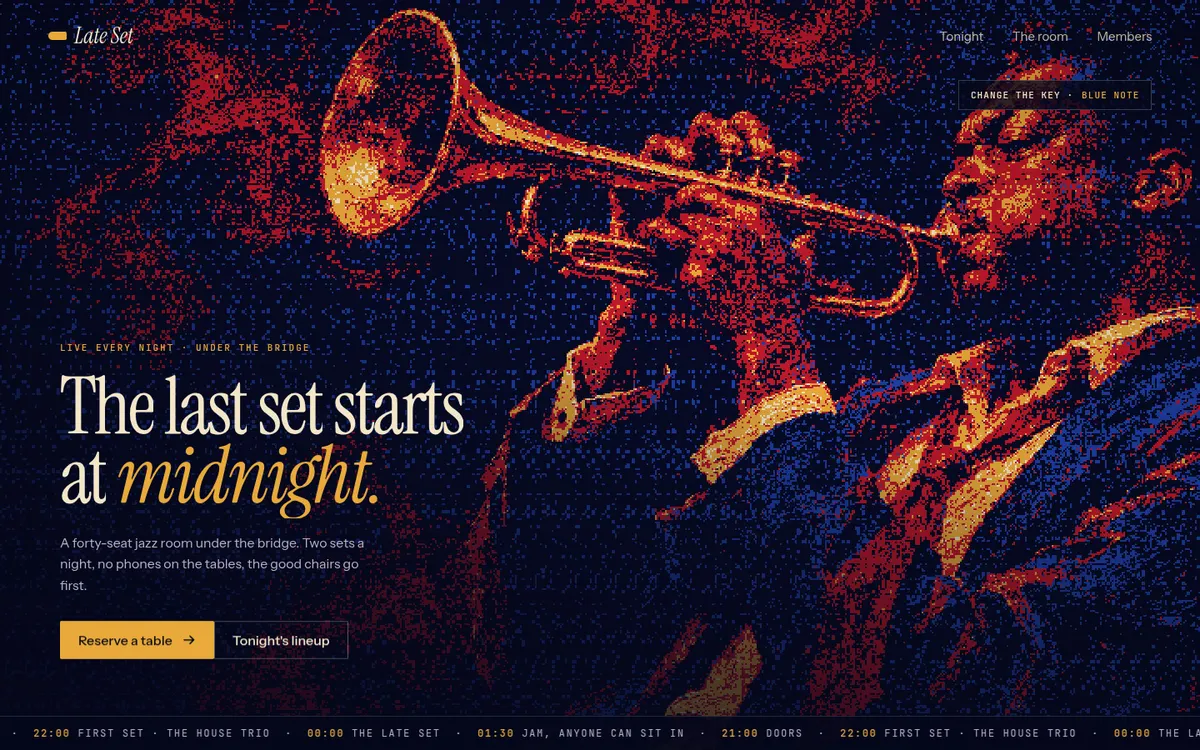 Late Set
Tonight The room Members
CHANGE THE KEY · BLUE NOTE
LIVE EVERY NIGHT · UNDER THE BRIDGE
The last set starts
at midnight.
A forty-seat jazz room under the bridge. Two sets a
night, no phones on the tables, the good chairs go
first.
Reserve a table → Tonight's lineup
· 22:00 FIRST SET · THE HOUSE TRIO · 00:00 THE LATE SET · 01:30 JAM, ANYONE CAN SIT IN · 21:00 DOORS · 22:00 FIRST SET · THE HOUSE TRIO · 00:00 THE LA